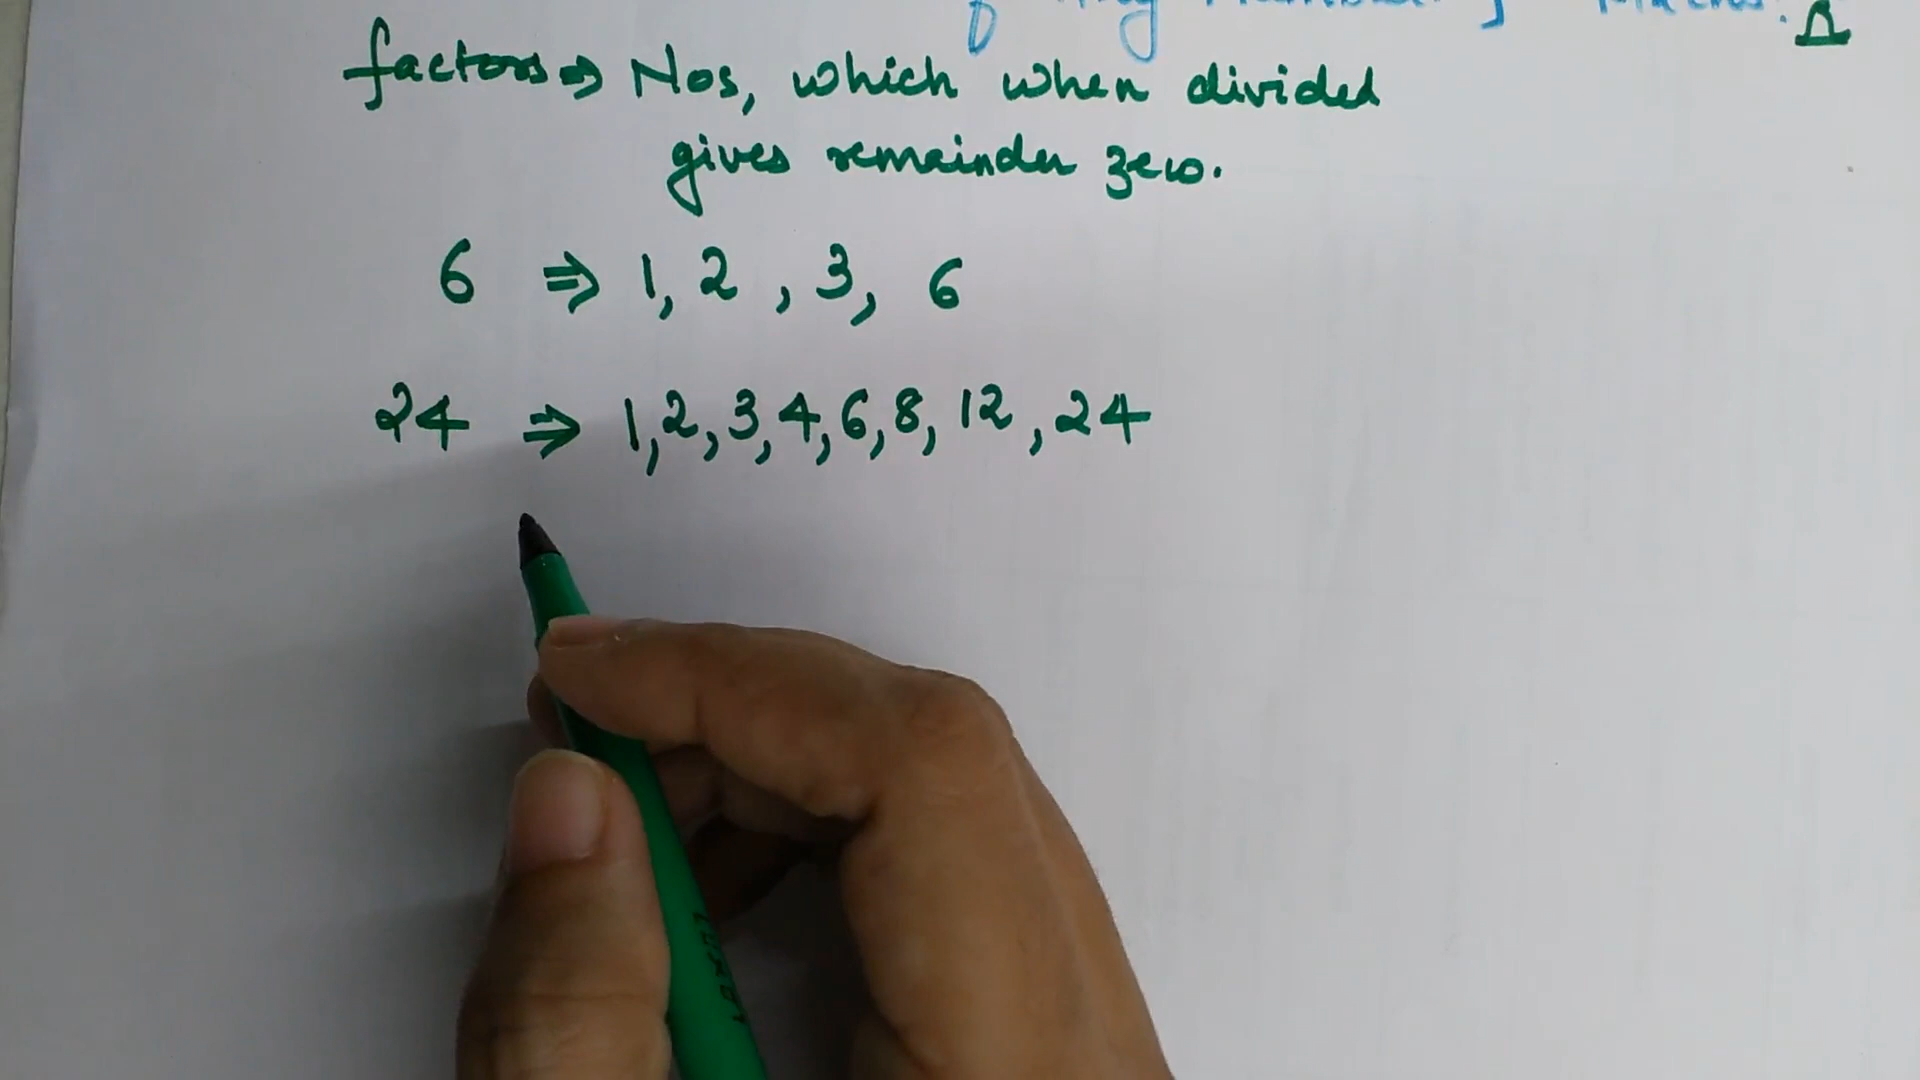 factors ⇒ Nos, which when divided
gives remainder zero.
6 ⇒ 1, 2 , 3, 6
24 ⇒ 1,2,3,4,6,8,12,24